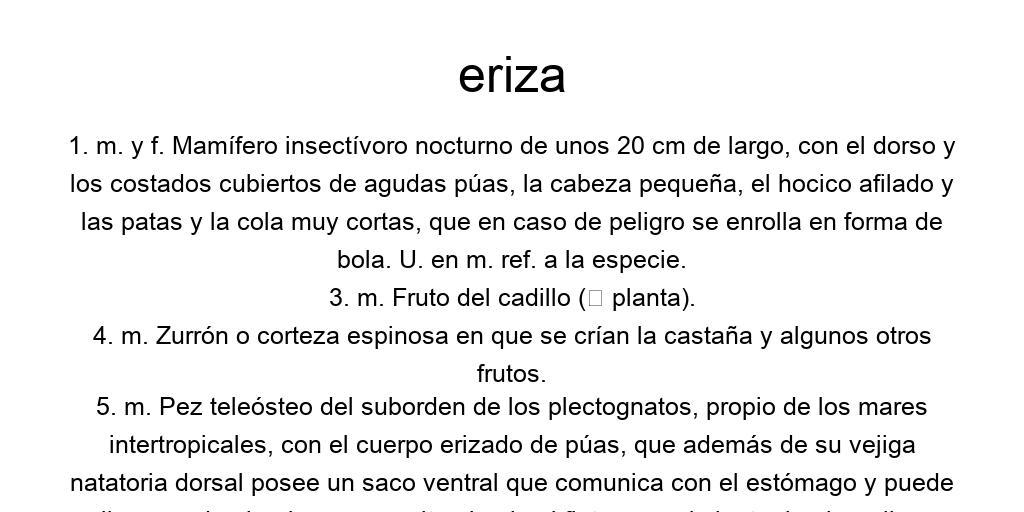 eriza
1. m. y f. Mamífero insectívoro nocturno de unos 20 cm de largo, con el dorso y
los costados cubiertos de agudas púas, la cabeza pequeña, el hocico afilado y
las patas y la cola muy cortas, que en caso de peligro se enrolla en forma de
bola. U. en m. ref. a la especie.
3. m. Fruto del cadillo (□ planta).
4. m. Zurrón o corteza espinosa en que se crían la castaña y algunos otros
frutos.
5. m. Pez teleósteo del suborden de los plectognatos, propio de los mares
intertropicales, con el cuerpo erizado de púas, que además de su vejiga
natatoria dorsal posee un saco ventral que comunica con el estómago y puede